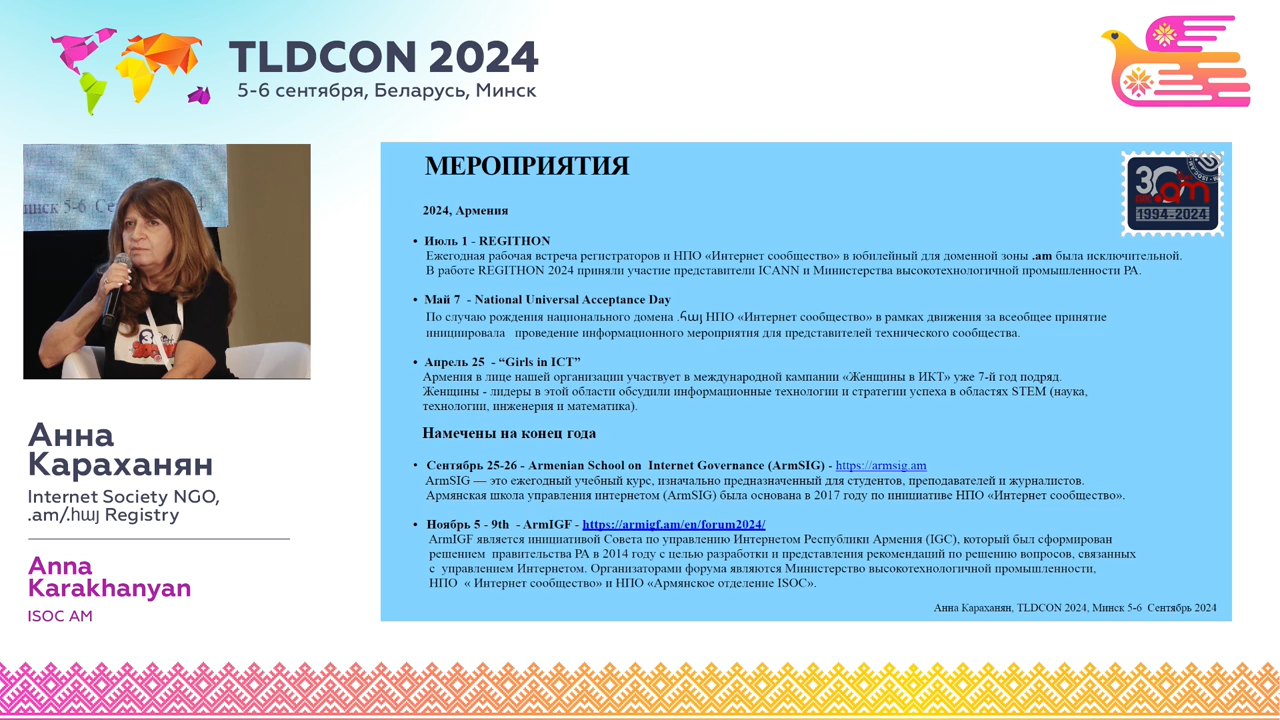 TLDCON 2024
5-6 сентября, Беларусь, Минск
инск 5-6 Се
Анна
Караханян
Internet Society NGO,
.am/.հայ Registry
Anna
Karakhanyan
ISOC AM
МЕРОПРИЯТИЯ
30
.am
1994-2024
2024, Армения
• Июль 1 - REGITHON
Ежегодная рабочая встреча регистраторов и НПО «Интернет сообщество» в юбилейный для доменной зоны .am была исключительной.
В работе REGITHON 2024 приняли участие представители ICANN и Министерства высокотехнологичной промышленности РА.
• Май 7 - National Universal Acceptance Day
По случаю рождения национального домена .հայ НПО «Интернет сообщество» в рамках движения за всеобщее принятие
инициировала проведение информационного мероприятия для представителей технического сообщества.
• Апрель 25 - “Girls in ICT”
Армения в лице нашей организации участвует в международной кампании «Женщины в ИКТ» уже 7-й год подряд.
Женщины - лидеры в этой области обсудили информационные технологии и стратегии успеха в областях STEM (наука,
технологии, инженерия и математика).
Намечены на конец года
• Сентябрь 25-26 - Armenian School on Internet Governance (ArmSIG) - https://armsig.am
ArmSIG — это ежегодный учебный курс, изначально предназначенный для студентов, преподавателей и журналистов.
Армянская школа управления интернетом (ArmSIG) была основана в 2017 году по инициативе НПО «Интернет сообщество».
• Ноябрь 5 - 9th - ArmIGF - https://armigf.am/en/forum2024/
ArmIGF является инициативой Совета по управлению Интернетом Республики Армения (IGC), который был сформирован
решением правительства РА в 2014 году с целью разработки и представления рекомендаций по решению вопросов, связанных
с управлением Интернетом. Организаторами форума являются Министерство высокотехнологичной промышленности,
НПО « Интернет сообщество» и НПО «Армянское отделение ISOC».
Анна Караханян, TLDCON 2024, Минск 5-6 Сентябрь 2024